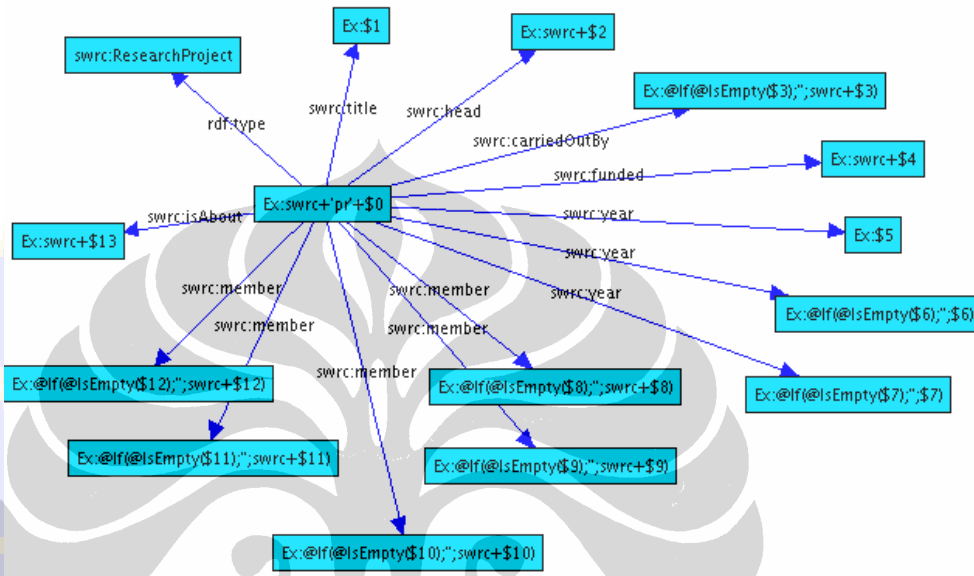 Ex:$1
Ex:swrc+$2
swrc:ResearchProject
Ex:@If(@IsEmpty($3);'';swrc+$3)
swrc:title
swrc:head
rdf:type
swrc:carriedOutBy
Ex:swrc+$4
swrc:funded
Ex:swrc+'pr'+$0
swrc:isAbout
swrc:year
Ex:$5
Ex:swrc+$13
swrc:year
swrc:member
swrc:member
swrc:year
Ex:@If(@IsEmpty($6);'';$6)
swrc:member
swrc:member
swrc:member
Ex:@If(@IsEmpty($12);'';swrc+$12)
Ex:@If(@IsEmpty($8);'';swrc+$8)
Ex:@If(@IsEmpty($7);'';$7)
Ex:@If(@IsEmpty($11);'';swrc+$11)
Ex:@If(@IsEmpty($9);'';swrc+$9)
Ex:@If(@IsEmpty($10);'';swrc+$10)